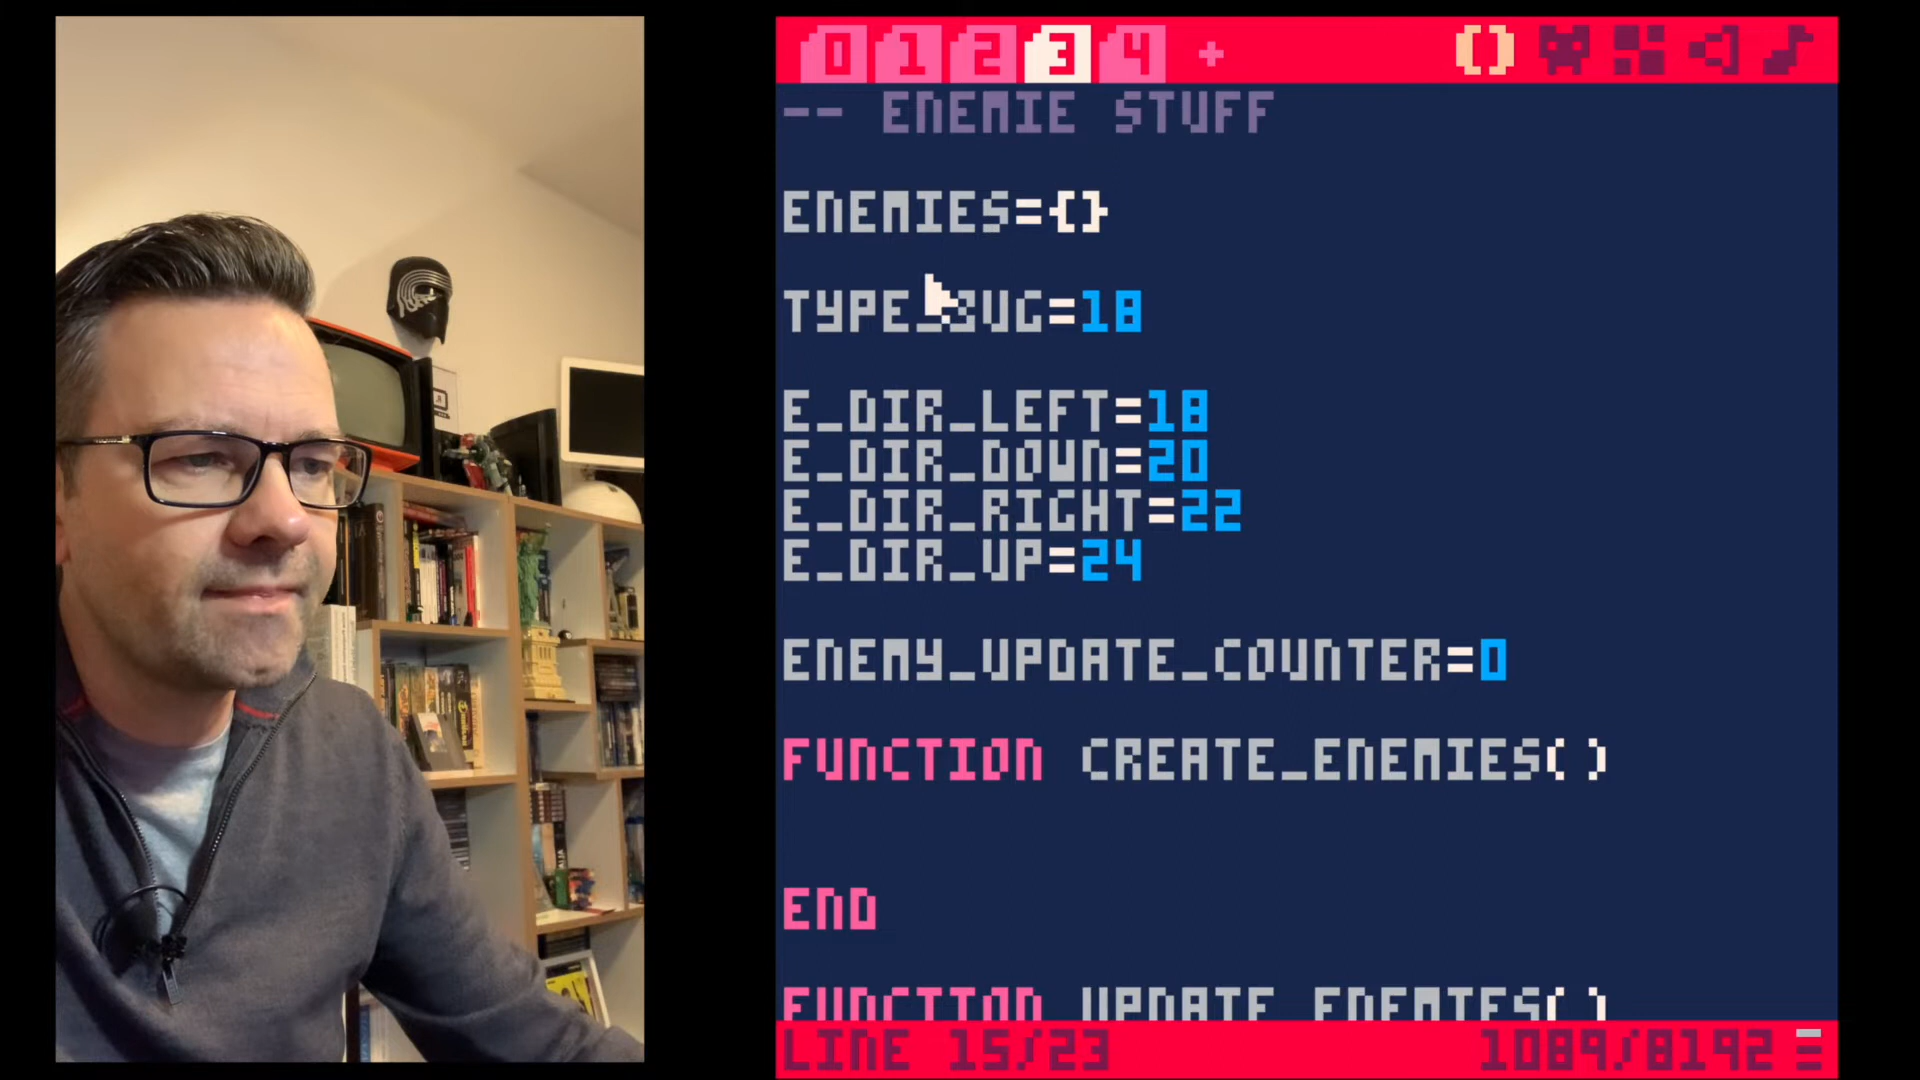 0 1 2 3 4 +
-- ENEMIE STUFF
ENEMIES={}
TYPE_BUG=18
E_DIR_LEFT=18
E_DIR_DOWN=20
E_DIR_RIGHT=22
E_DIR_UP=24
ENEMY_UPDATE_COUNTER=0
FUNCTION CREATE_ENEMIES()
END
FUNCTION UPDATE_ENEMIES()
LINE 15/23 1089/8192